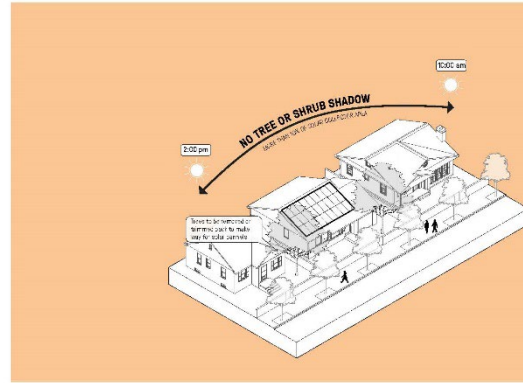 10:00 am
NO TREE OR SHRUB SHADOW
2:00 pm
Trees to be removed or
trimmed back to make
way for solar panels